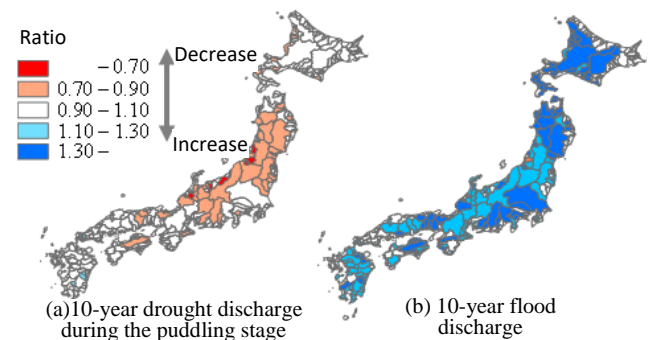 Ratio
Decrease
－0.70
0.70－0.90
0.90－1.10
1.10－1.30
1.30－
Increase
(a)10-year drought discharge
during the puddling stage
(b) 10-year flood
discharge